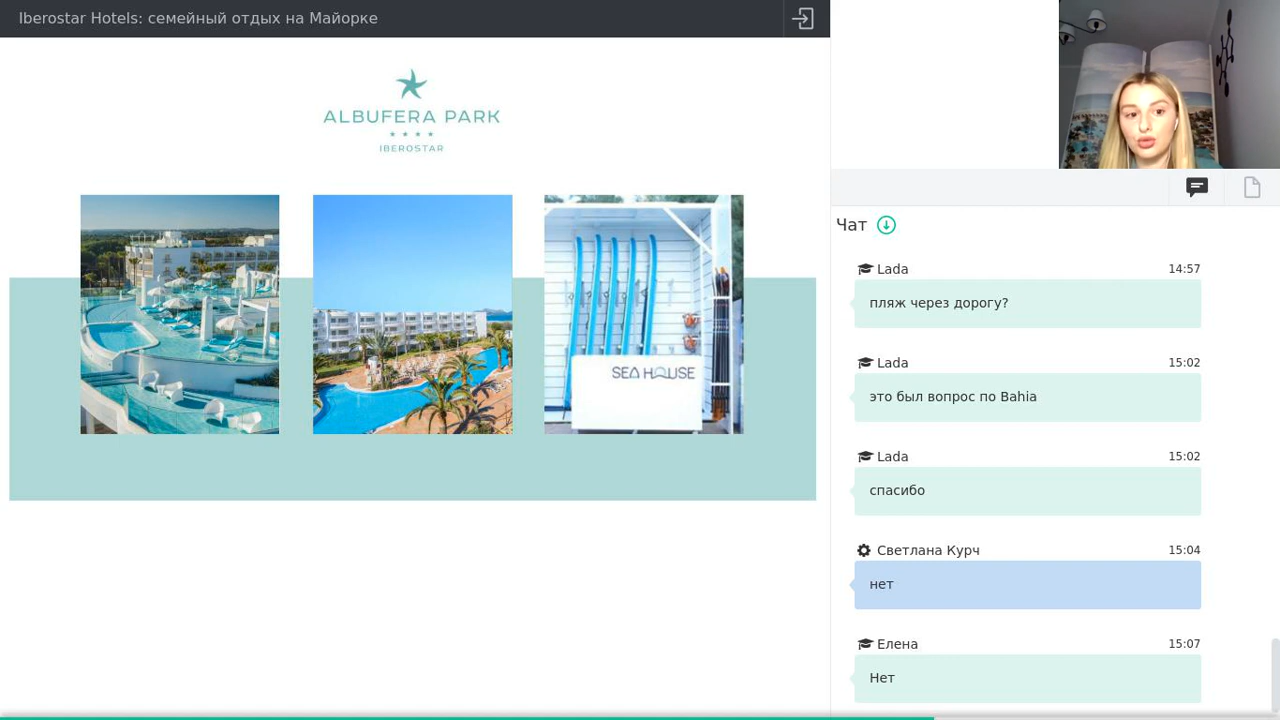 Iberostar Hotels: семейный отдых на Майорке
ALBUFERA PARK
IBEROSTAR
SEA HOUSE
Чат
Lada 14:57
пляж через дорогу?
Lada 15:02
это был вопрос по Bahia
Lada 15:02
спасибо
Светлана Курч 15:04
нет
Елена 15:07
Нет